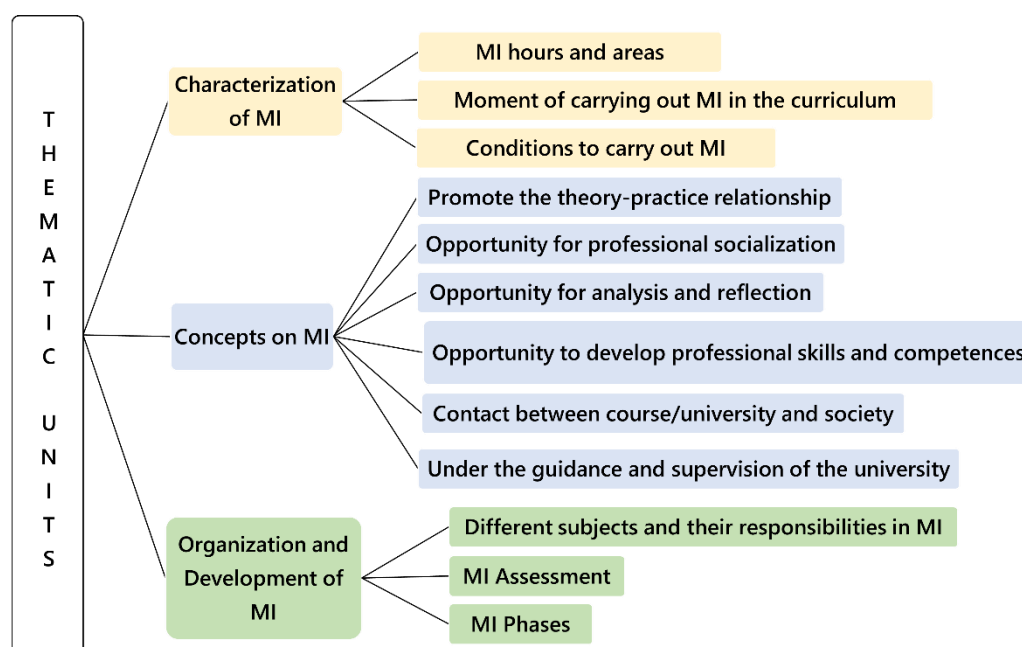 THEMATIC UNITS
Characterization
of MI
MI hours and areas
Moment of carrying out MI in the curriculum
Conditions to carry out MI
Concepts on MI
Promote the theory-practice relationship
Opportunity for professional socialization
Opportunity for analysis and reflection
Opportunity to develop professional skills and competences
Contact between course/university and society
Under the guidance and supervision of the university
Organization and
Development of
MI
Different subjects and their responsibilities in MI
MI Assessment
MI Phases